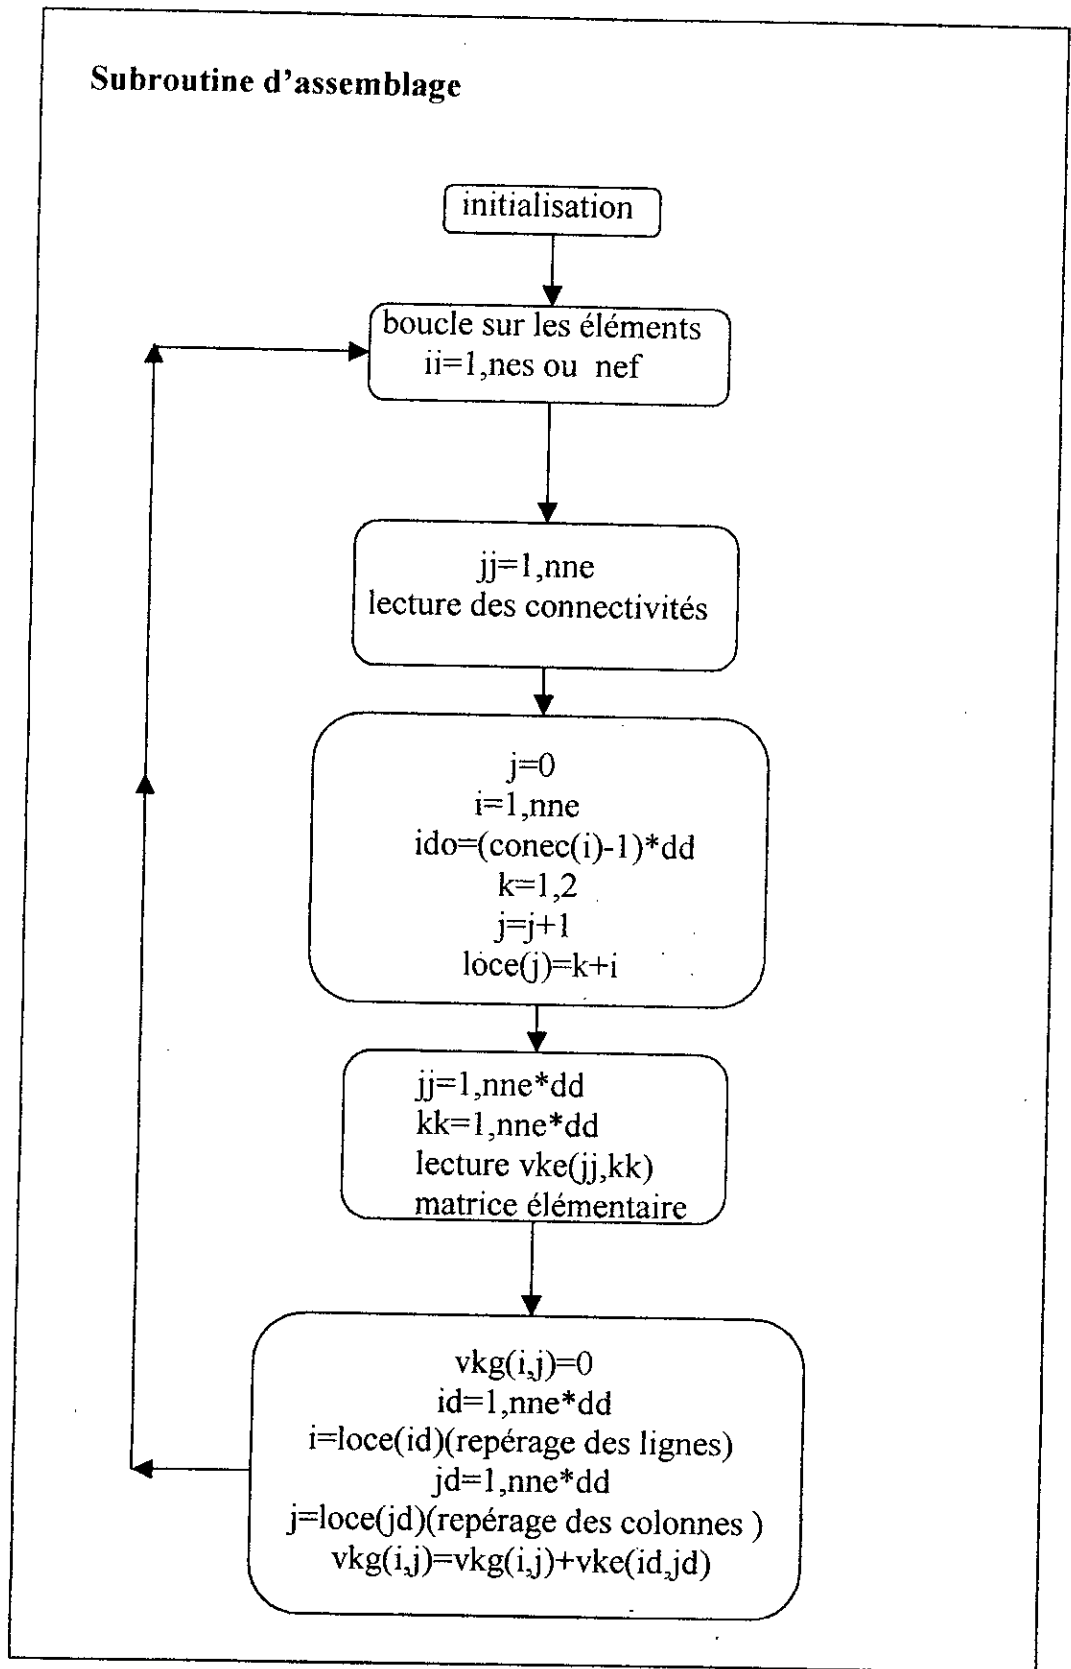 Subroutine d'assemblage
initialisation
boucle sur les éléments
ii=1,nes ou nef
jj=1,nne
lecture des connectivités
j=0
i=1,nne
ido=(conec(i)-1)*dd
k=1,2
j=j+1
loce(j)=k+i
jj=1,nne*dd
kk=1,nne*dd
lecture vke(jj,kk)
matrice élémentaire
vkg(i,j)=0
id=1,nne*dd
i=loce(id)(repérage des lignes)
jd=1,nne*dd
j=loce(jd)(repérage des colonnes )
vkg(i,j)=vkg(i,j)+vke(id,jd)